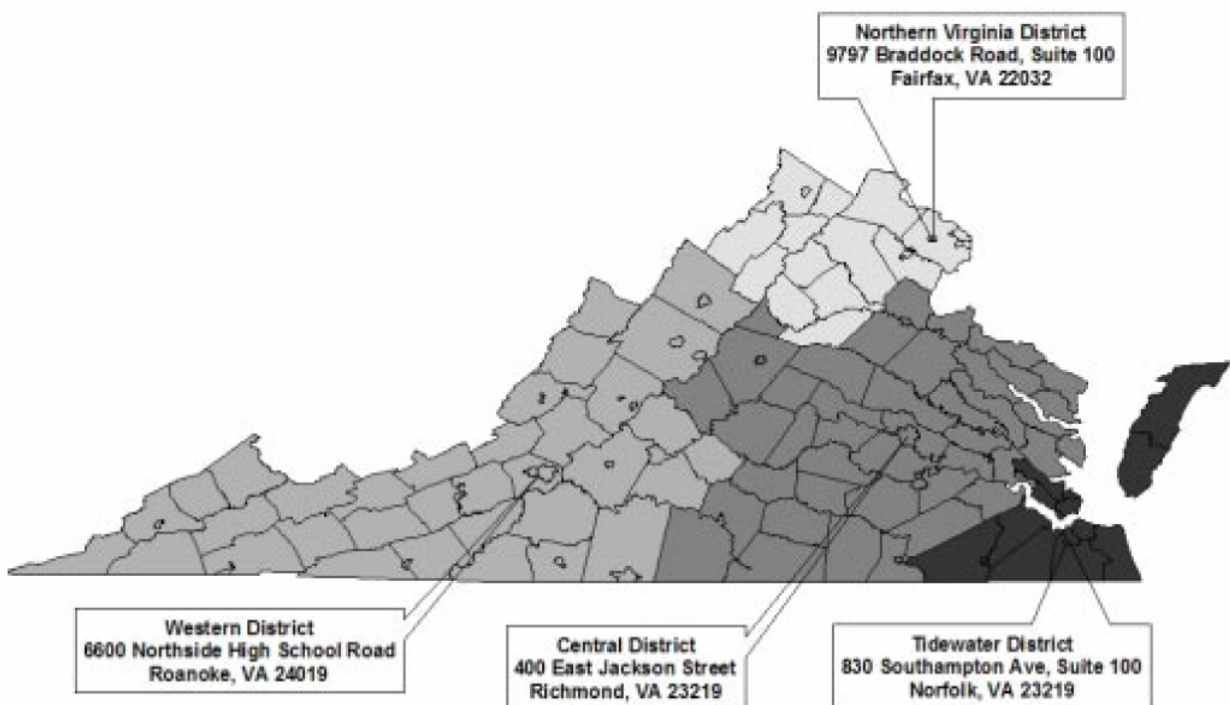 Northern Virginia District
9797 Braddock Road, Suite 100
Fairfax, VA 22032
Western District
6600 Northside High School Road
Roanoke, VA 24019
Central District
400 East Jackson Street
Richmond, VA 23219
Tidewater District
830 Southampton Ave, Suite 100
Norfolk, VA 23219